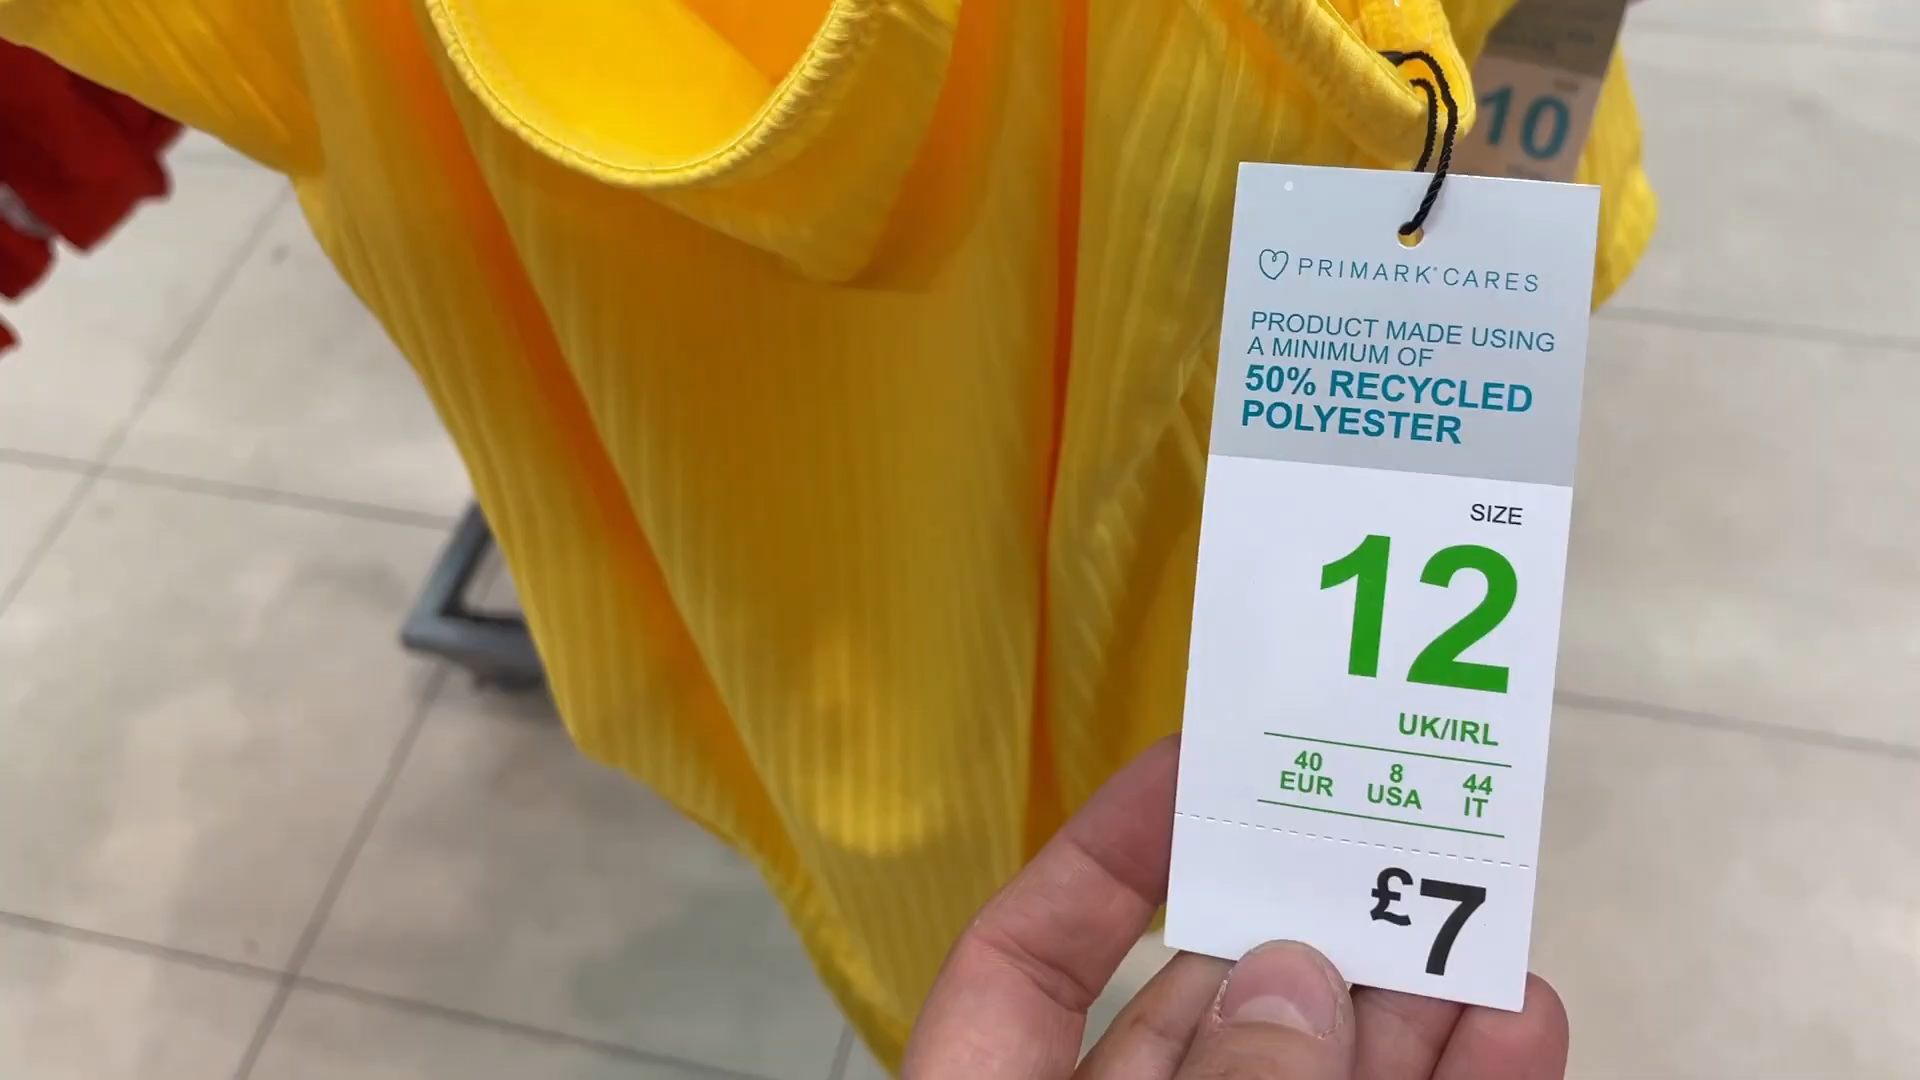 10
PRIMARK® CARES
PRODUCT MADE USING
A MINIMUM OF
50% RECYCLED
POLYESTER
SIZE
12
UK/IRL
40 8 44
EUR USA IT
£7